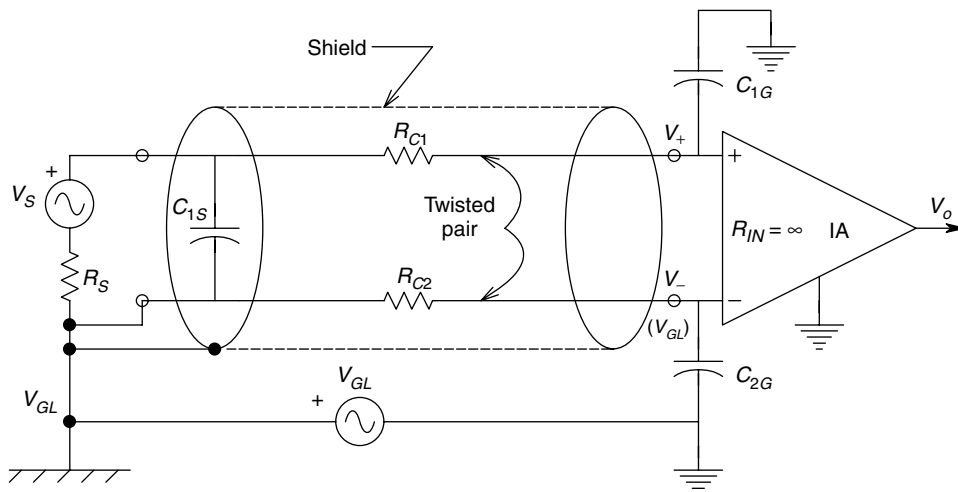 Shield
C1G
RC1
V+
+
+
VS
C1S
Twisted
pair
RIN = ∞
IA
Vo
RS
RC2
V−
−
(VGL)
VGL
C2G
VGL
+